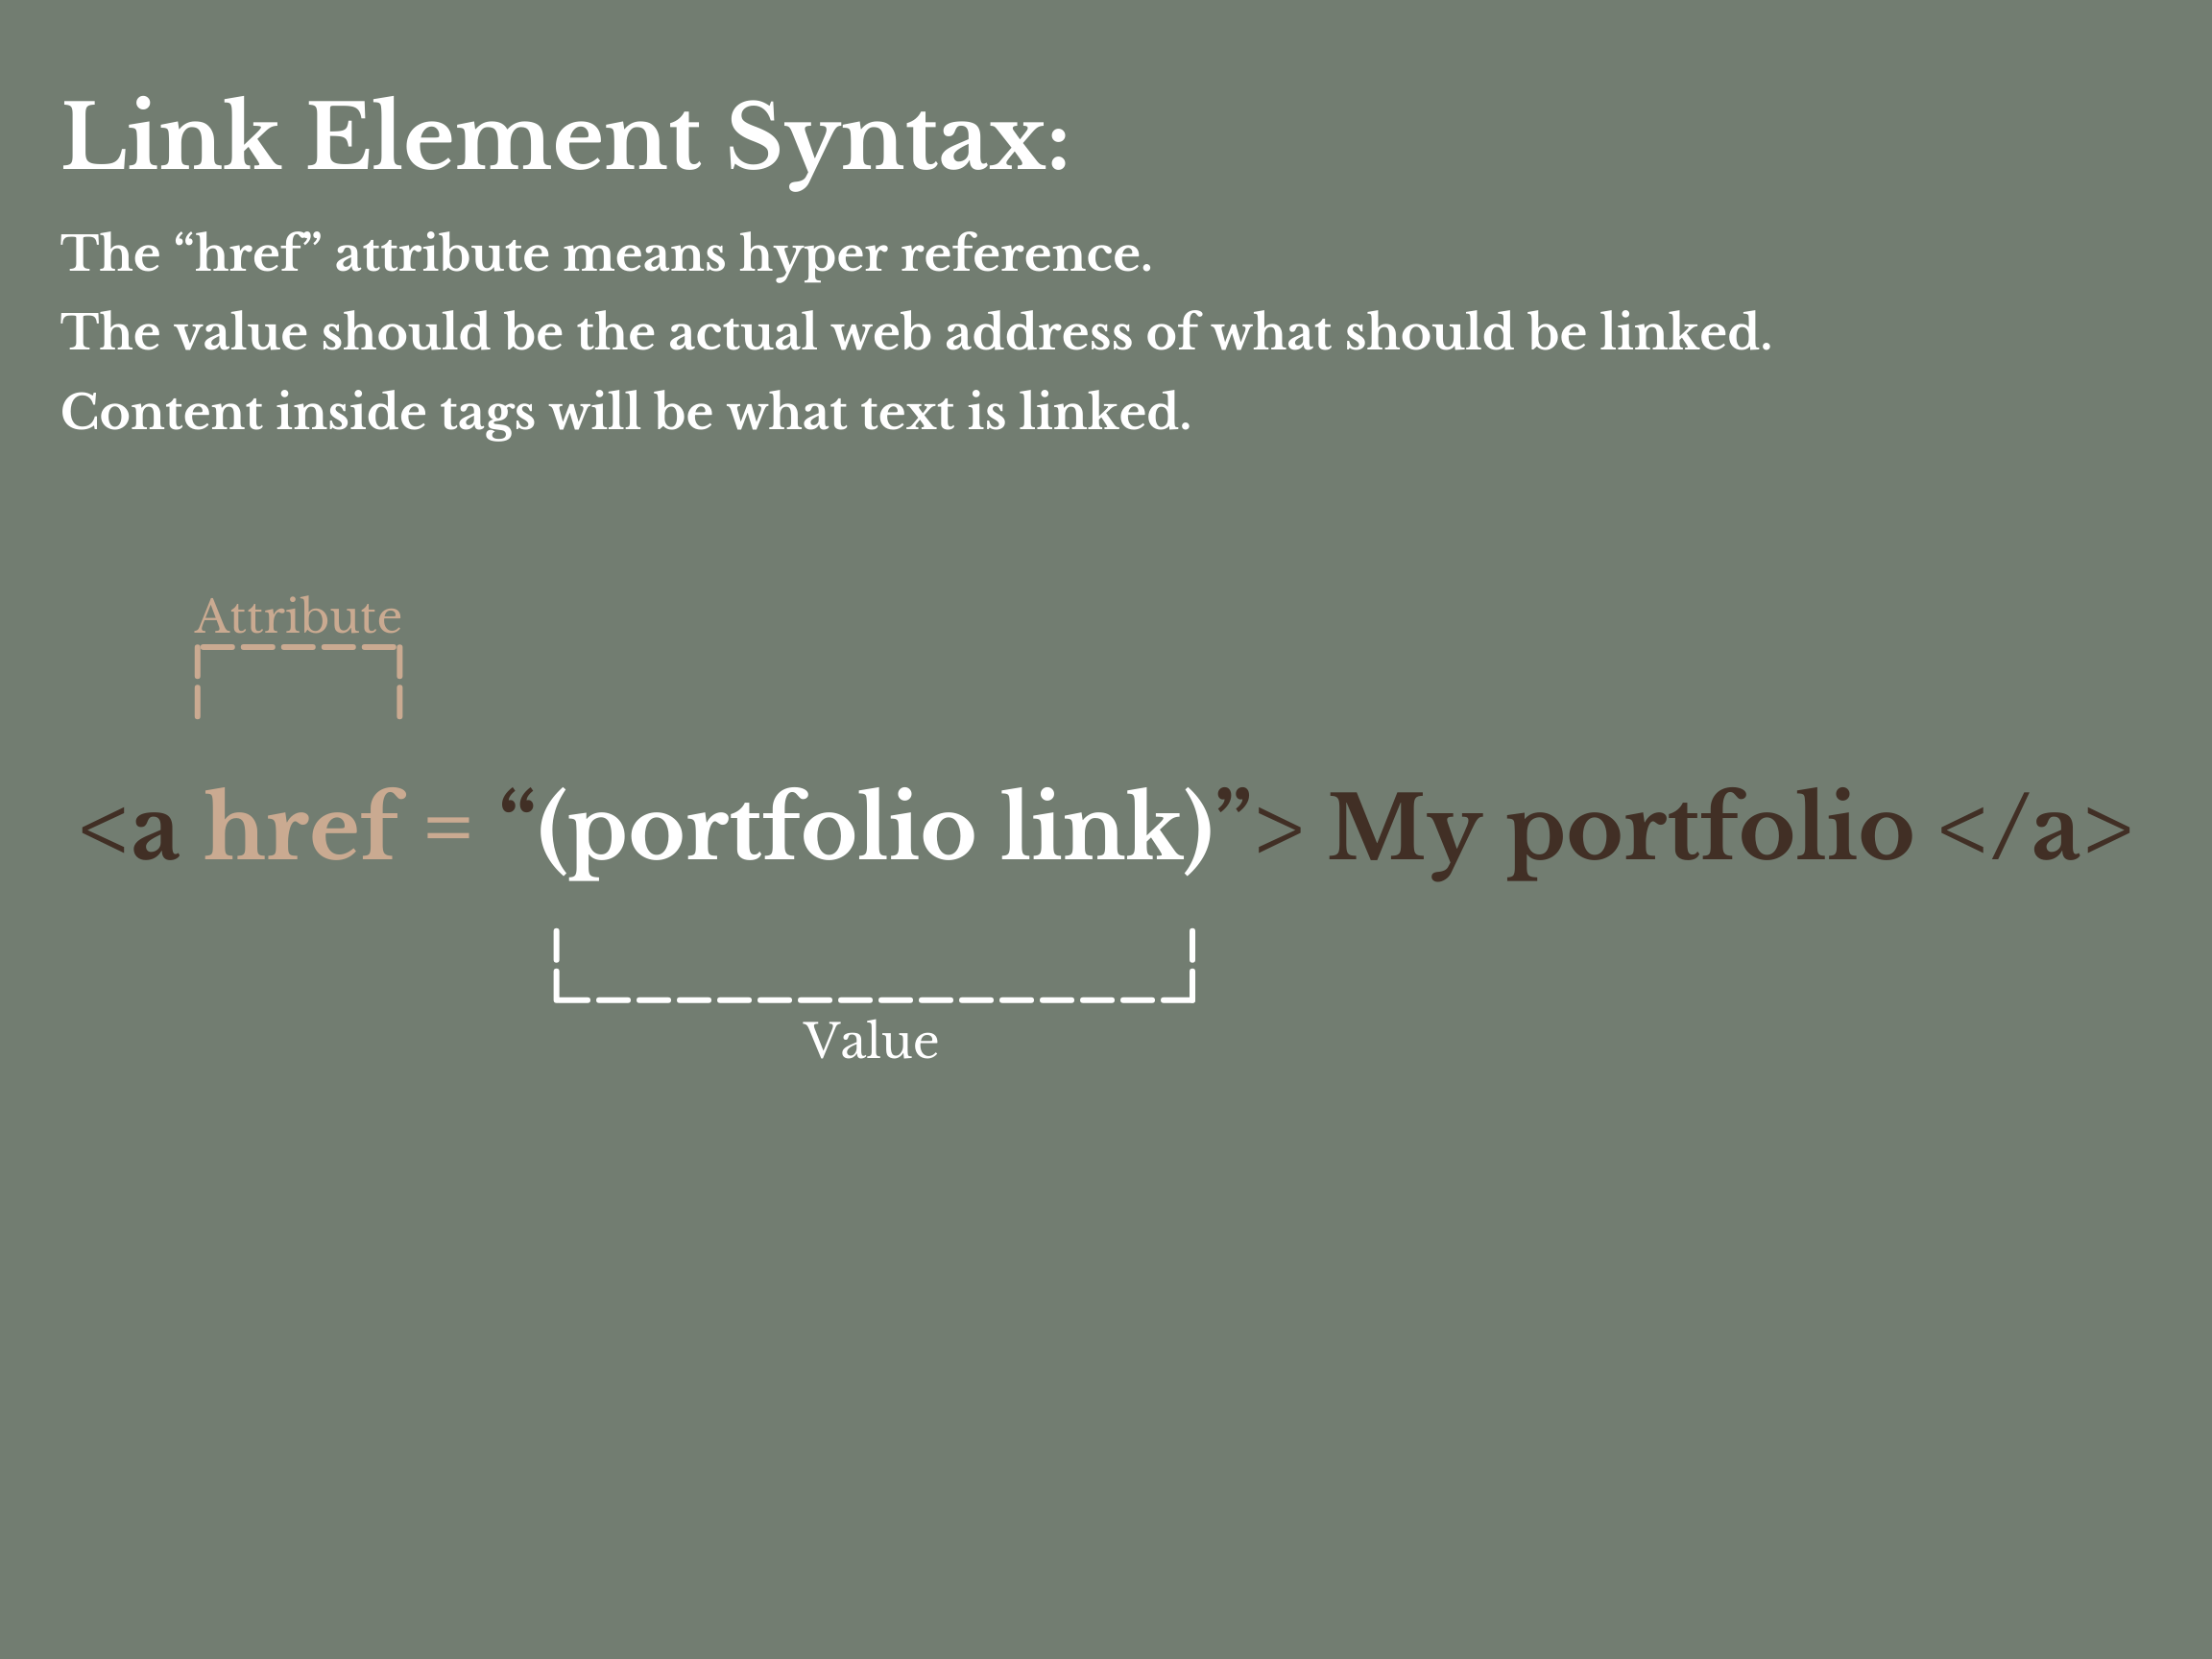 Link Element Syntax:
The “href” attribute means hyper reference.
The value should be the actual web address of what should be linked.
Content inside tags will be what text is linked.
Attribute
<a href = “(portfolio link)”> My portfolio </a>
Value